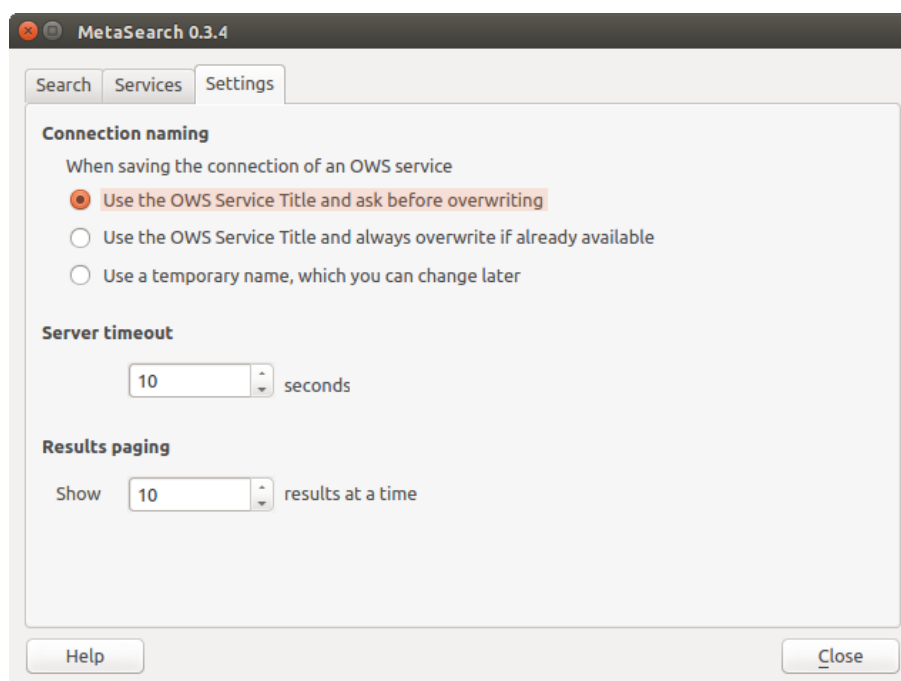 MetaSearch 0.3.4
Search Services Settings
Connection naming
When saving the connection of an OWS service
Use the OWS Service Title and ask before overwriting
Use the OWS Service Title and always overwrite if already available
Use a temporary name, which you can change later
Server timeout
10 seconds
Results paging
Show 10 results at a time
Help Close